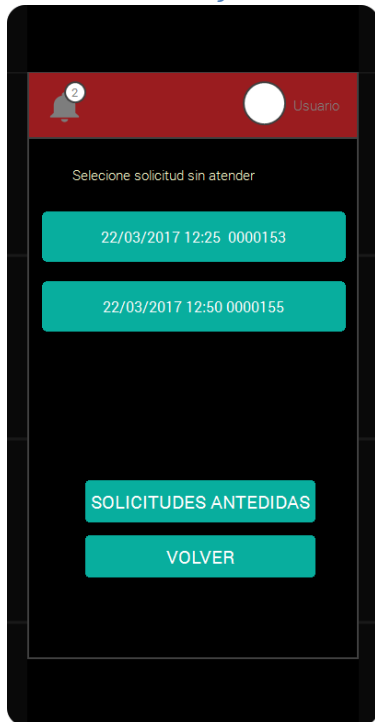 2
Usuario
Selecione solicitud sin atender
22/03/2017 12:25 0000153
22/03/2017 12:50 0000155
SOLICITUDES ANTEDIDAS
VOLVER